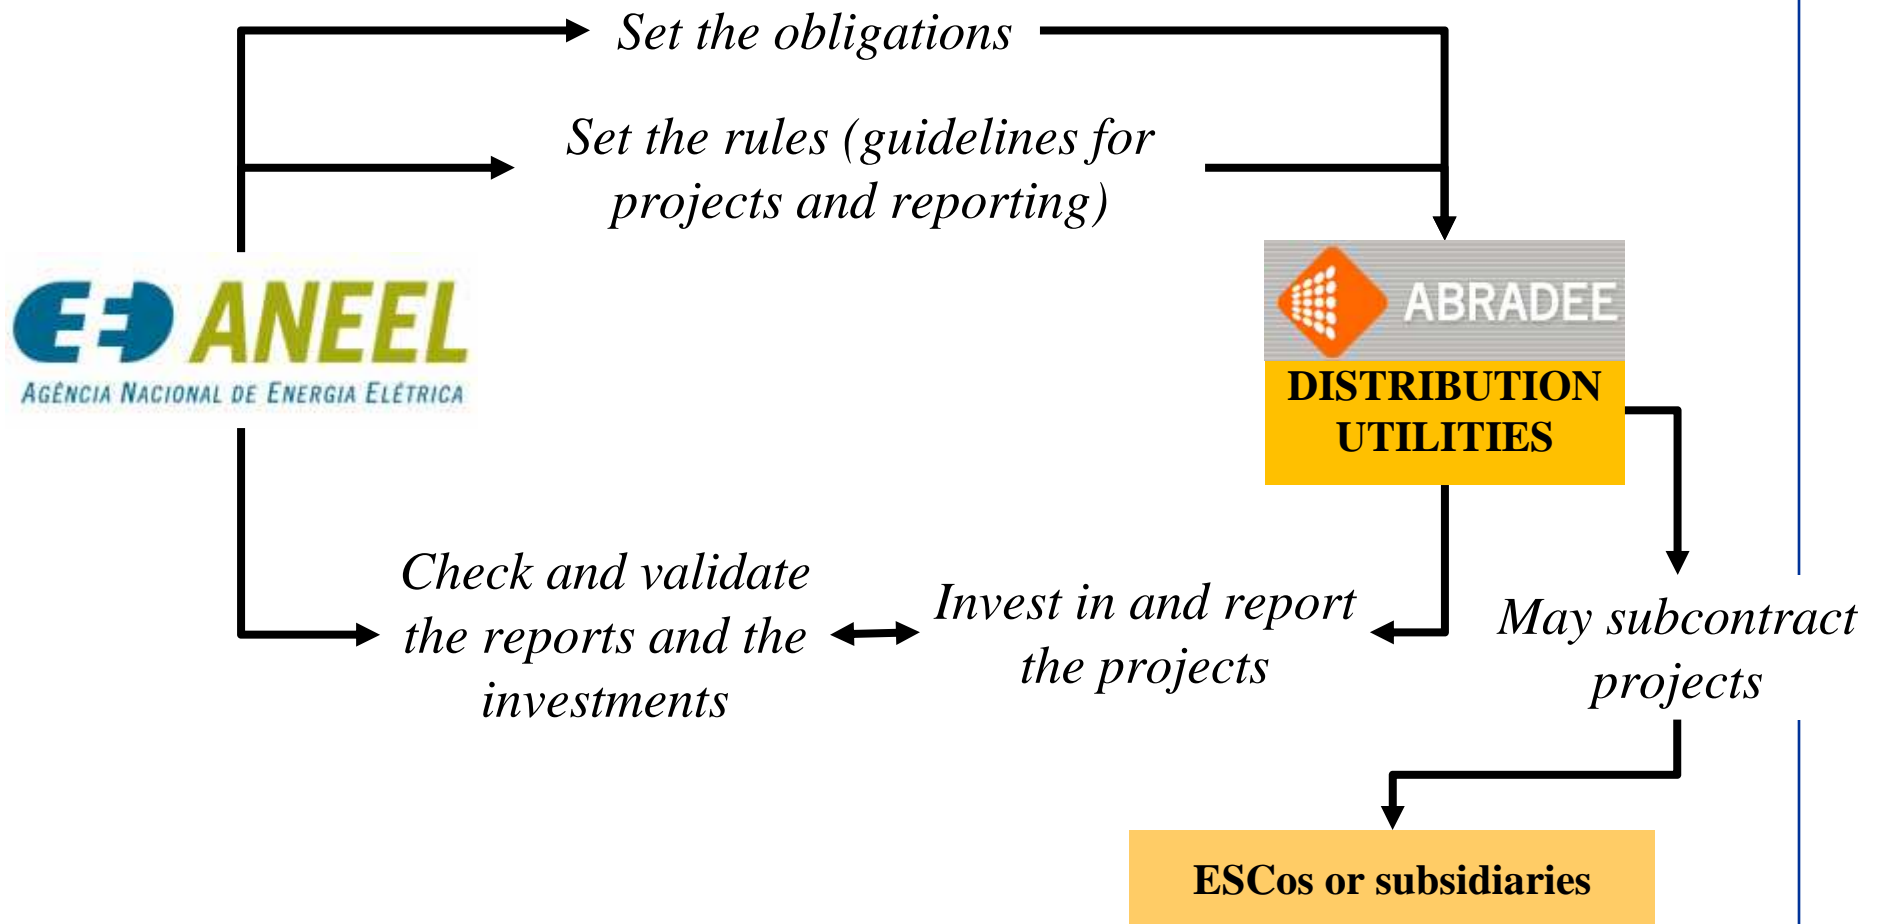 Set the obligations
Set the rules (guidelines for
projects and reporting)
ANEEL
AGÊNCIA NACIONAL DE ENERGIA ELÉTRICA
ABRADEE
DISTRIBUTION
UTILITIES
Check and validate
the reports and the
investments
Invest in and report
the projects
May subcontract
projects
ESCos or subsidiaries